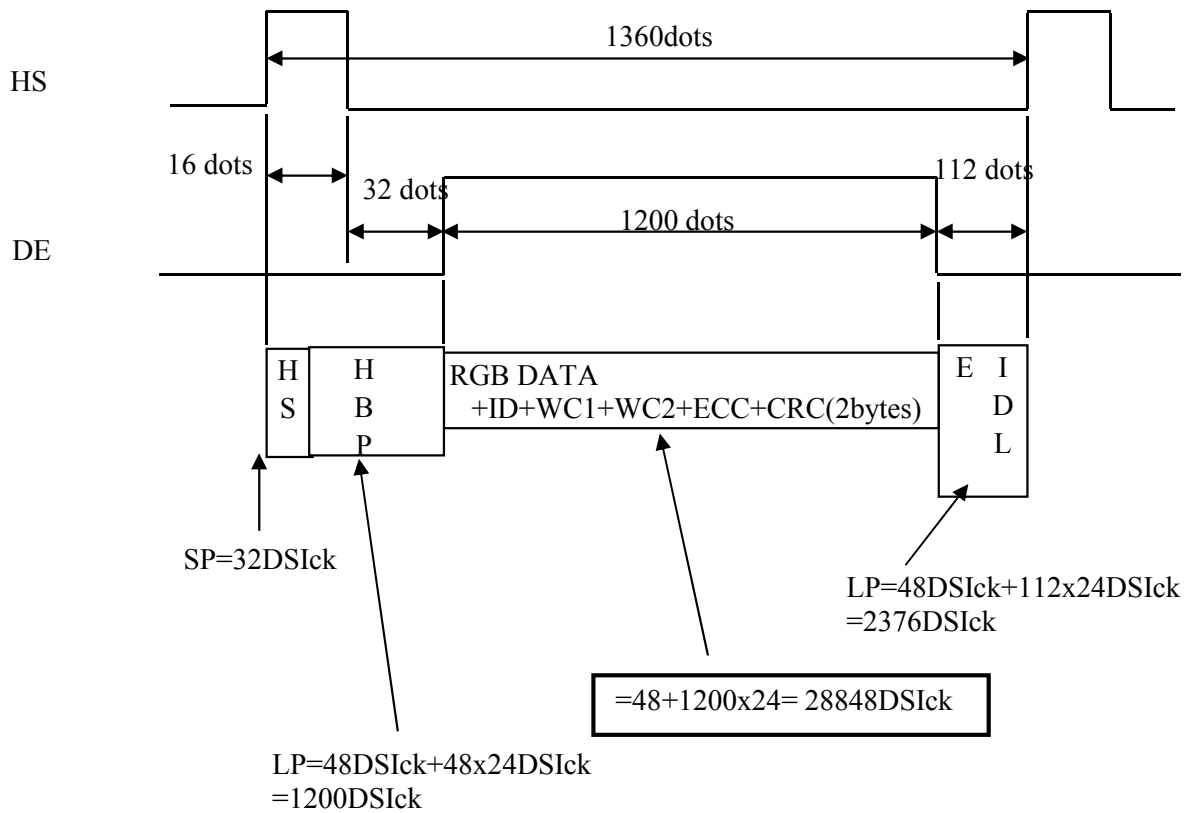 1360dots
HS
16 dots
32 dots
112 dots
1200 dots
DE
H
S
H
B
P
RGB DATA
+ID+WC1+WC2+ECC+CRC(2bytes)
E
I
D
L
SP=32DSIck
LP=48DSIck+112x24DSIck
=2376DSIck
=48+1200x24= 28848DSIck
LP=48DSIck+48x24DSIck
=1200DSIck